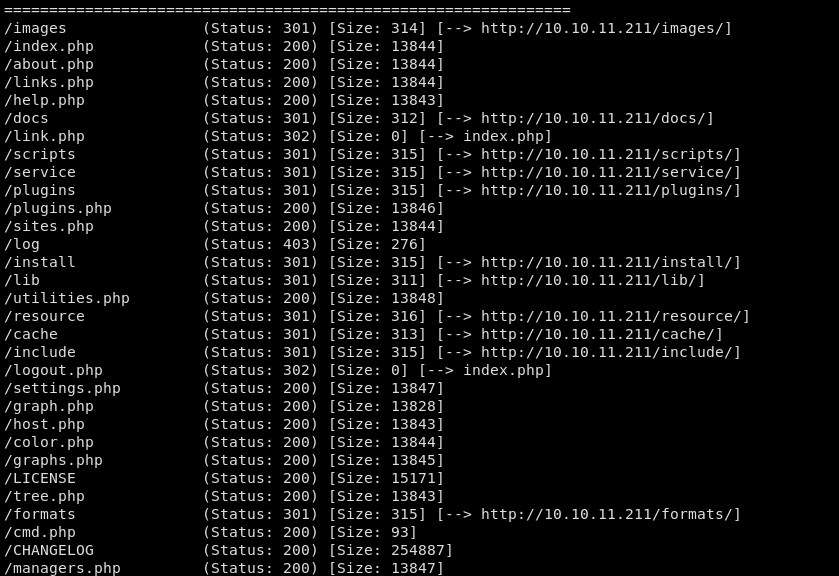 ===============================================================
/images               (Status: 301) [Size: 314] [--> http://10.10.11.211/images/]
/index.php            (Status: 200) [Size: 13844]
/about.php            (Status: 200) [Size: 13844]
/links.php            (Status: 200) [Size: 13844]
/help.php             (Status: 200) [Size: 13843]
/docs                 (Status: 301) [Size: 312] [--> http://10.10.11.211/docs/]
/link.php             (Status: 302) [Size: 0] [--> index.php]
/scripts              (Status: 301) [Size: 315] [--> http://10.10.11.211/scripts/]
/service              (Status: 301) [Size: 315] [--> http://10.10.11.211/service/]
/plugins              (Status: 301) [Size: 315] [--> http://10.10.11.211/plugins/]
/plugins.php          (Status: 200) [Size: 13846]
/sites.php            (Status: 200) [Size: 13844]
/log                  (Status: 403) [Size: 276]
/install              (Status: 301) [Size: 315] [--> http://10.10.11.211/install/]
/lib                  (Status: 301) [Size: 311] [--> http://10.10.11.211/lib/]
/utilities.php        (Status: 200) [Size: 13848]
/resource             (Status: 301) [Size: 316] [--> http://10.10.11.211/resource/]
/cache                (Status: 301) [Size: 313] [--> http://10.10.11.211/cache/]
/include              (Status: 301) [Size: 315] [--> http://10.10.11.211/include/]
/logout.php           (Status: 302) [Size: 0] [--> index.php]
/settings.php         (Status: 200) [Size: 13847]
/graph.php            (Status: 200) [Size: 13828]
/host.php             (Status: 200) [Size: 13843]
/color.php            (Status: 200) [Size: 13844]
/graphs.php           (Status: 200) [Size: 13845]
/LICENSE              (Status: 200) [Size: 15171]
/tree.php             (Status: 200) [Size: 13843]
/formats              (Status: 301) [Size: 315] [--> http://10.10.11.211/formats/]
/cmd.php              (Status: 200) [Size: 93]
/CHANGELOG            (Status: 200) [Size: 254887]
/managers.php         (Status: 200) [Size: 13847]